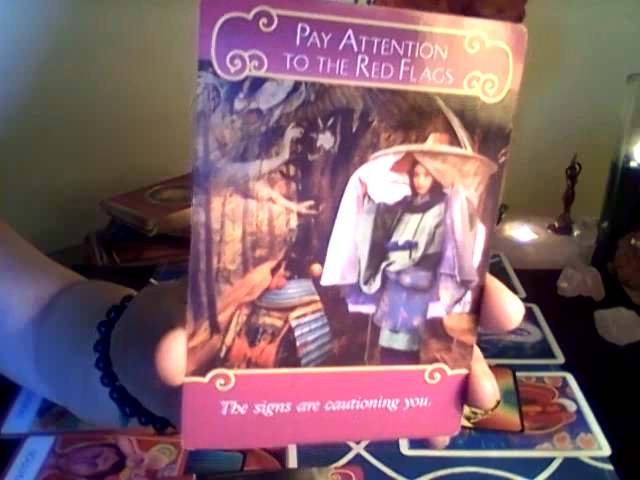 PAY ATTENTION
TO THE RED FLAGS
The signs are cautioning you.